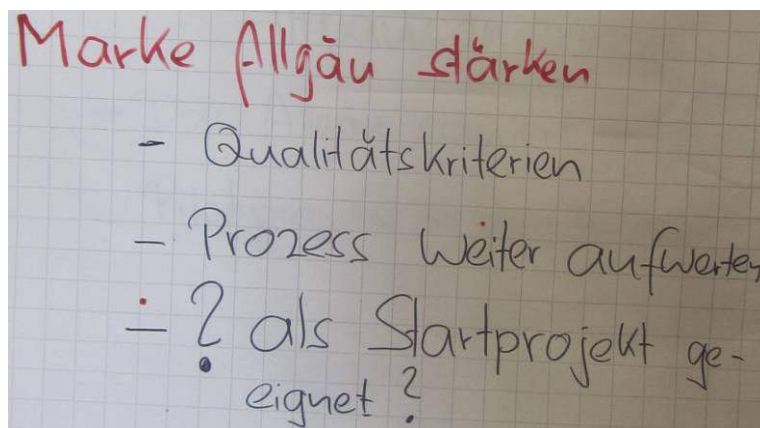 Marke Allgäu stärken
- Qualitätskriterien
- Prozess weiter aufwerten
- ? als Startprojekt ge-
eignet?